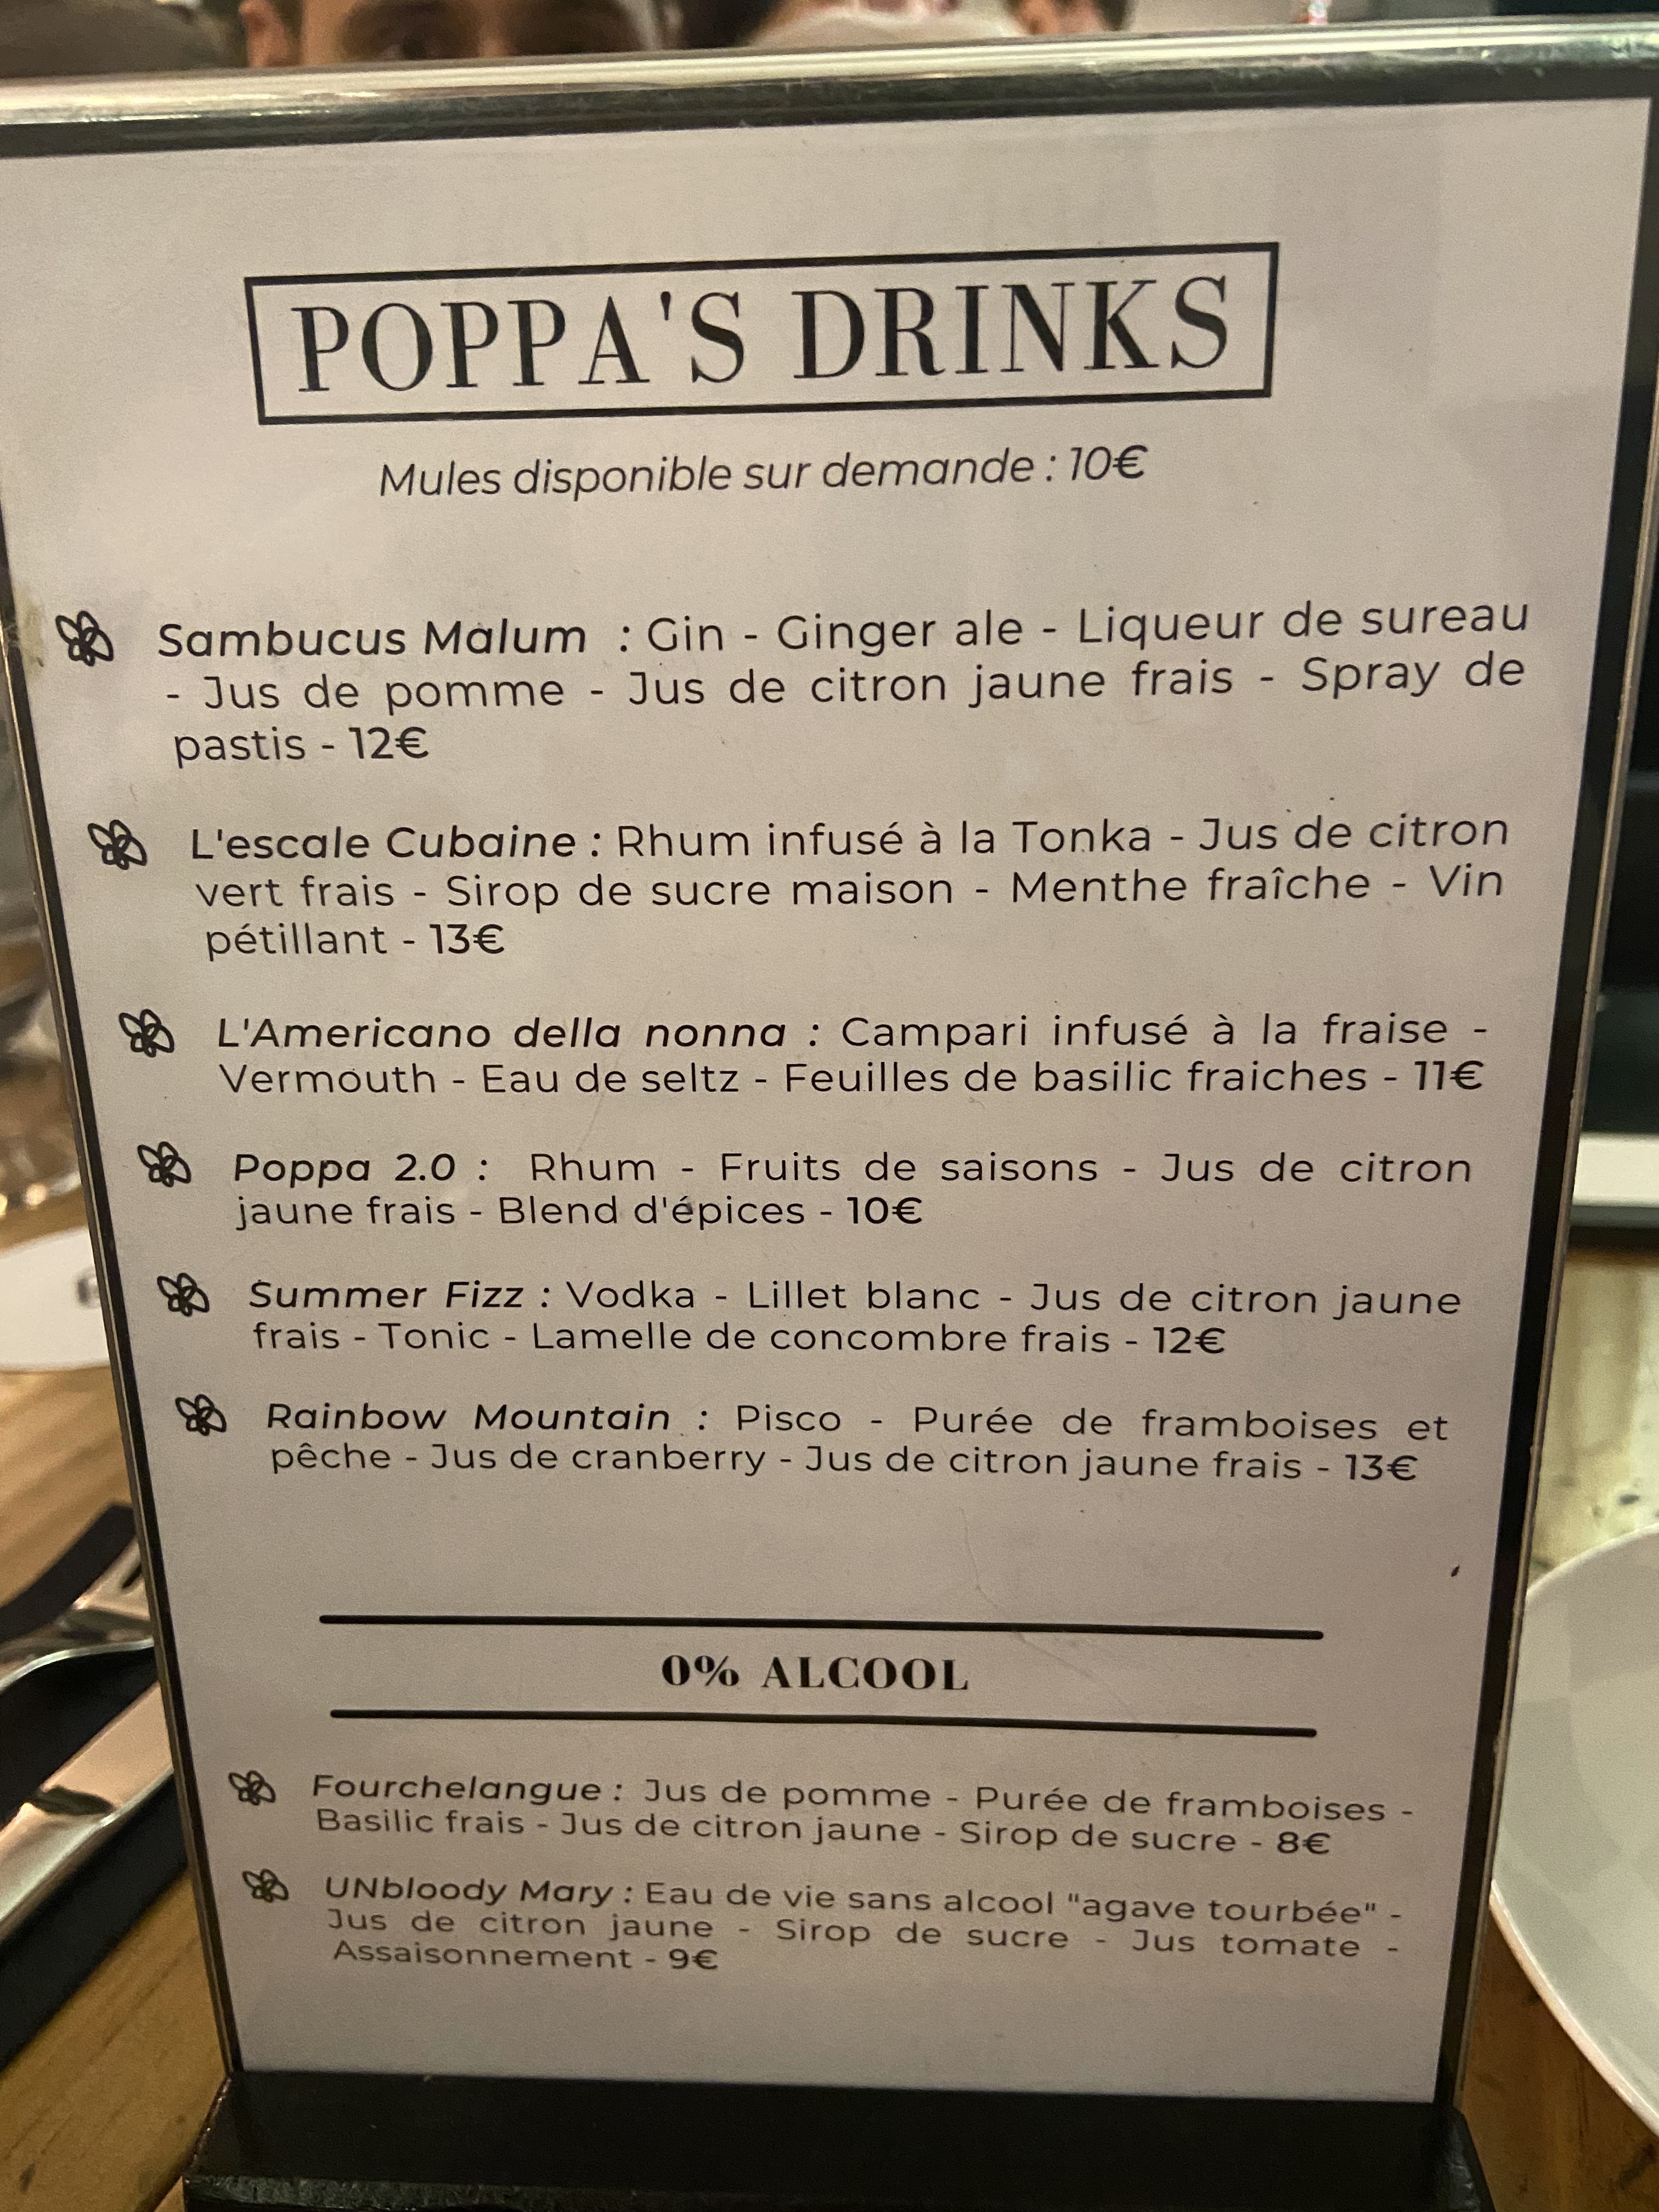 POPPA'S DRINKS
Mules disponible sur demande : 10€
Sambucus Malum : Gin - Ginger ale - Liqueur de sureau
- Jus de pomme - Jus de citron jaune frais - Spray de
pastis - 12€
L'escale Cubaine : Rhum infusé à la Tonka - Jus de citron
vert frais - Sirop de sucre maison - Menthe fraîche - Vin
pétillant - 13€
L'Americano della nonna : Campari infusé à la fraise -
Vermouth - Eau de seltz - Feuilles de basilic fraiches - 11€
Poppa 2.0 : Rhum - Fruits de saisons - Jus de citron
jaune frais - Blend d'épices - 10€
Summer Fizz : Vodka - Lillet blanc - Jus de citron jaune
frais - Tonic - Lamelle de concombre frais - 12€
Rainbow Mountain : Pisco - Purée de framboises et
pêche - Jus de cranberry - Jus de citron jaune frais - 13€
0% ALCOOL
Fourchelangue : Jus de pomme - Purée de framboises -
Basilic frais - Jus de citron jaune - Sirop de sucre - 8€
UNbloody Mary : Eau de vie sans alcool "agave tourbée" -
Jus de citron jaune - Sirop de sucre - Jus tomate -
Assaisonnement - 9€